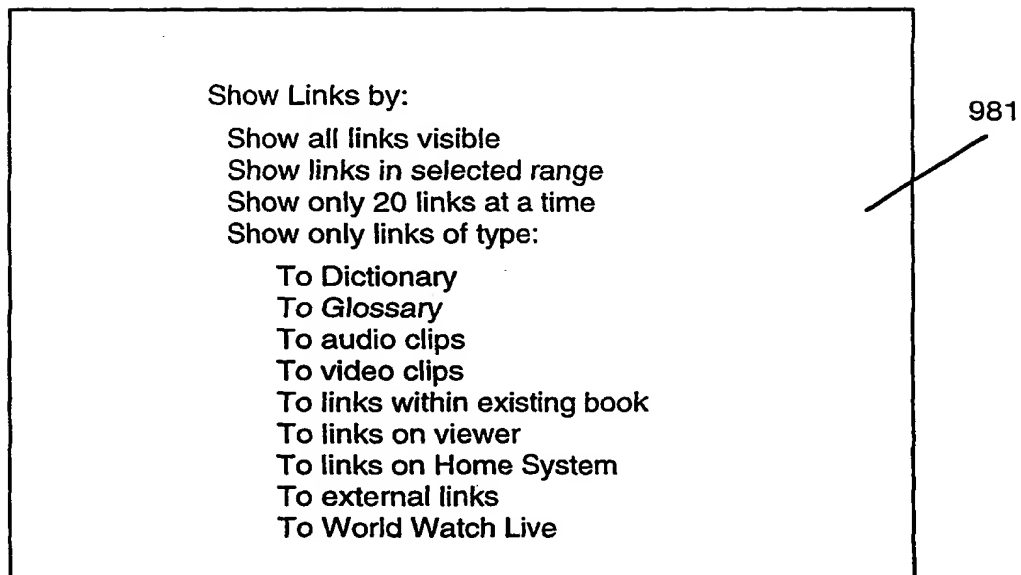 Show Links by:
981
Show all links visible
Show links in selected range
Show only 20 links at a time
Show only links of type:
To Dictionary
To Glossary
To audio clips
To video clips
To links within existing book
To links on viewer
To links on Home System
To external links
To World Watch Live